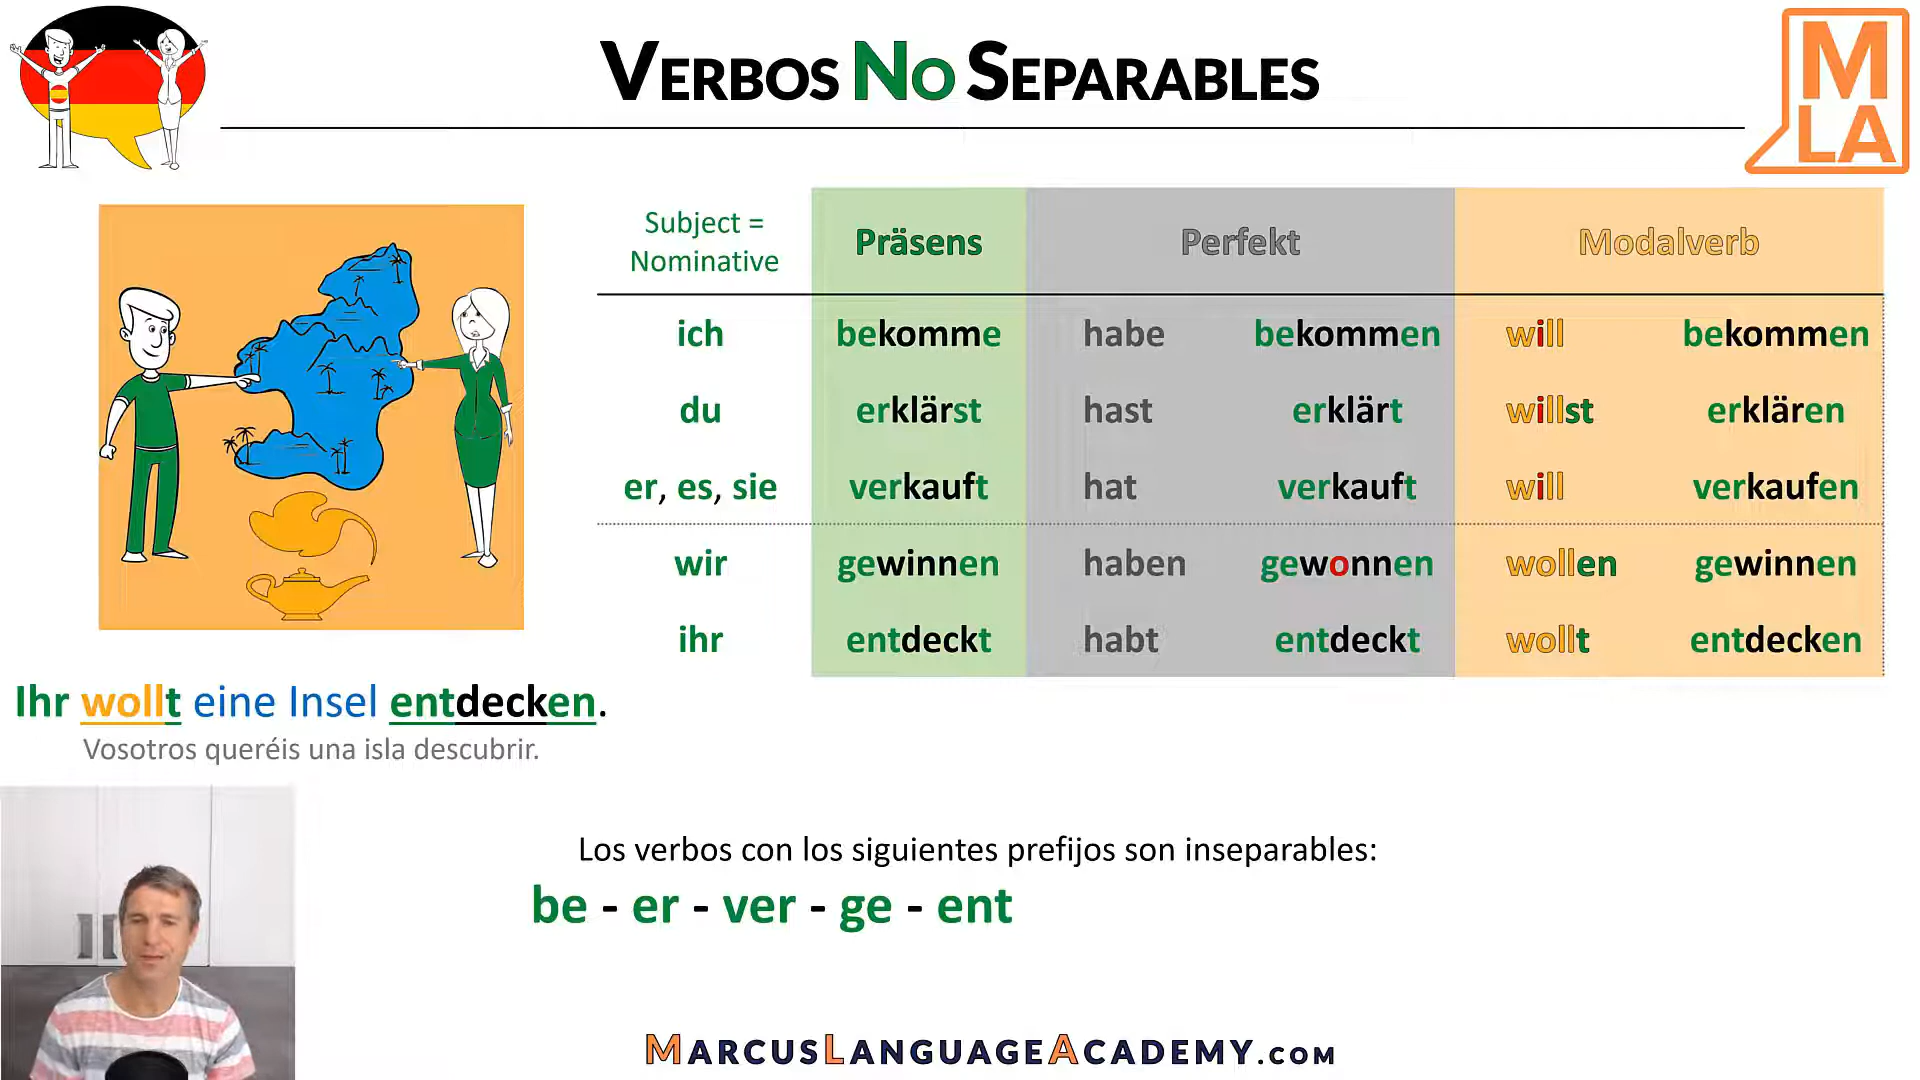 VERBOS NO SEPARABLES
MLA
Subject =
Nominative
Präsens Perfekt Modalverb
ich bekomme habe bekommen will bekommen
du erklärst hast erklärt willst erklären
er, es, sie verkauft hat verkauft will verkaufen
wir gewinnen haben gewonnen wollen gewinnen
ihr entdeckt habt entdeckt wollt entdecken
Ihr wollt eine Insel entdecken.
Vosotros queréis una isla descubrir.
Los verbos con los siguientes prefijos son inseparables:
be - er - ver - ge - ent
MARCUSLANGUAGEACADEMY.COM